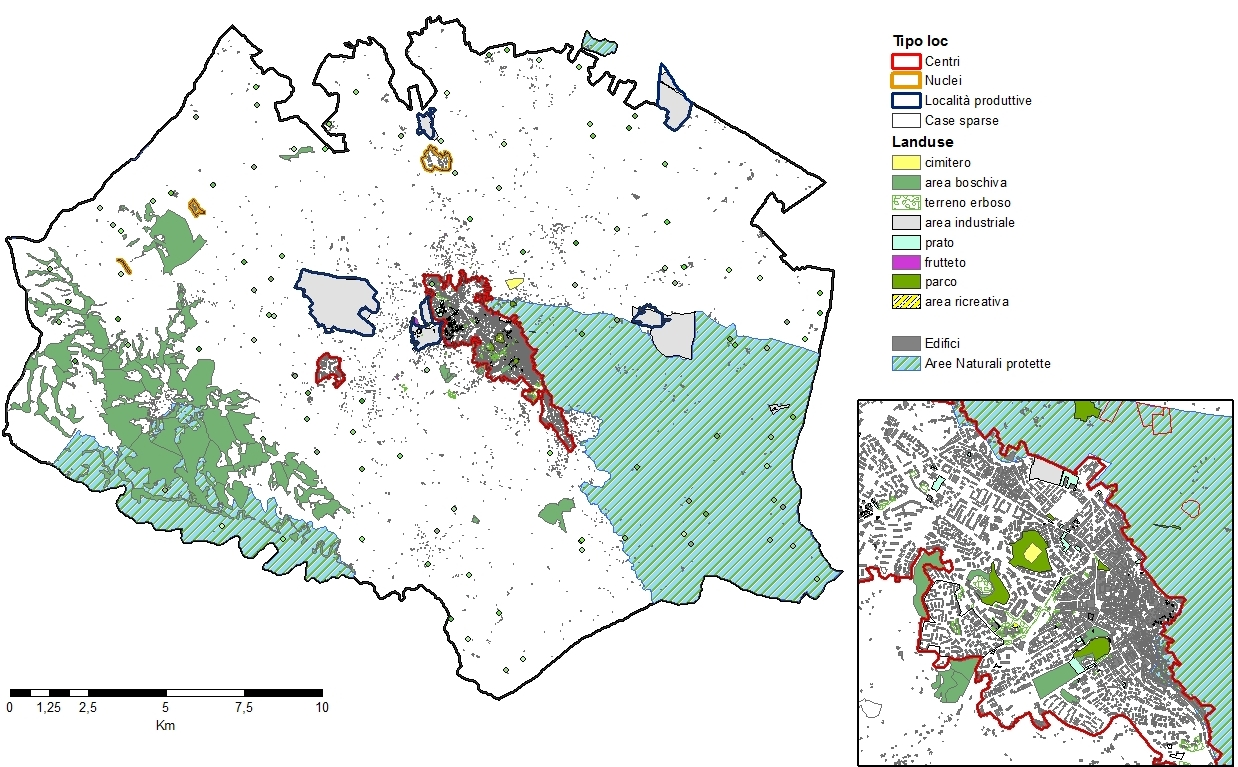 Tipo loc
Centri
Nuclei
Località produttive
Case sparse
Landuse
cimitero
area boschiva
terreno erboso
area industriale
prato
frutteto
parco
area ricreativa
Edifici
Aree Naturali protette
0 1,25 2,5 5 7,5 10
Km